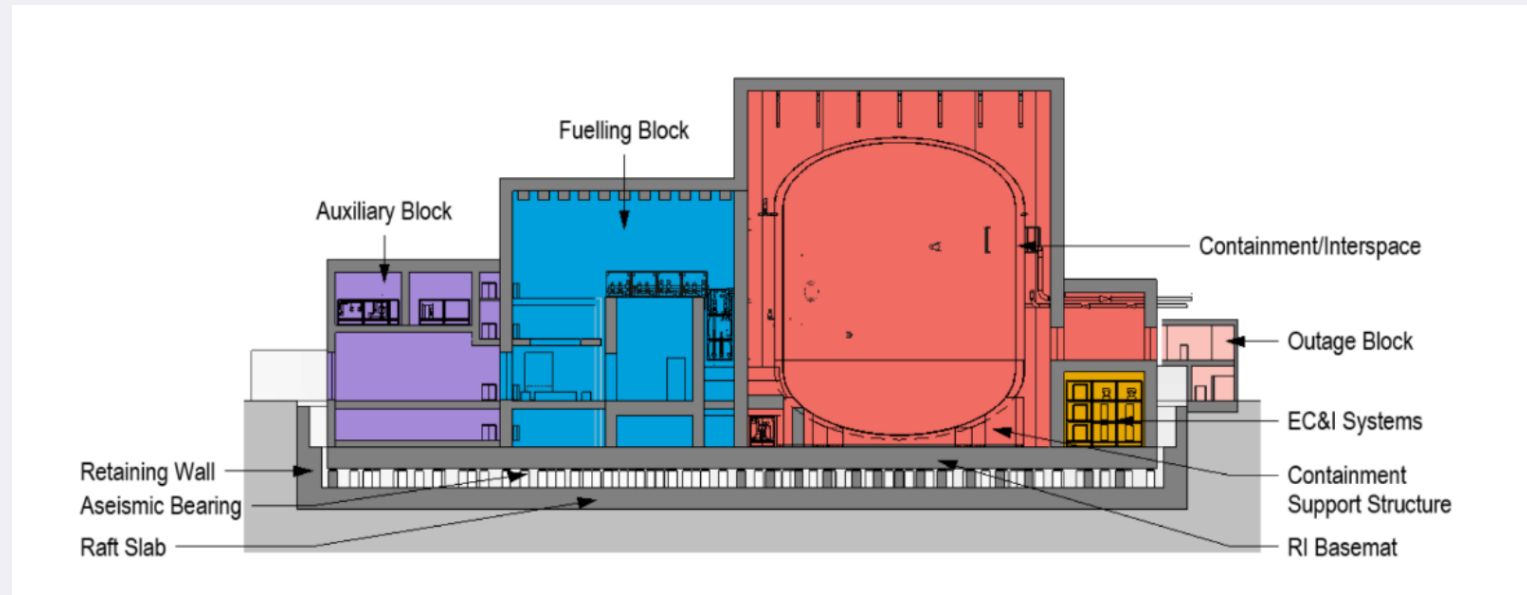 Fuelling Block
Auxiliary Block
Containment/Interspace
Outage Block
EC&I Systems
Retaining Wall
Aseismic Bearing
Raft Slab
Containment
Support Structure
RI Basemat